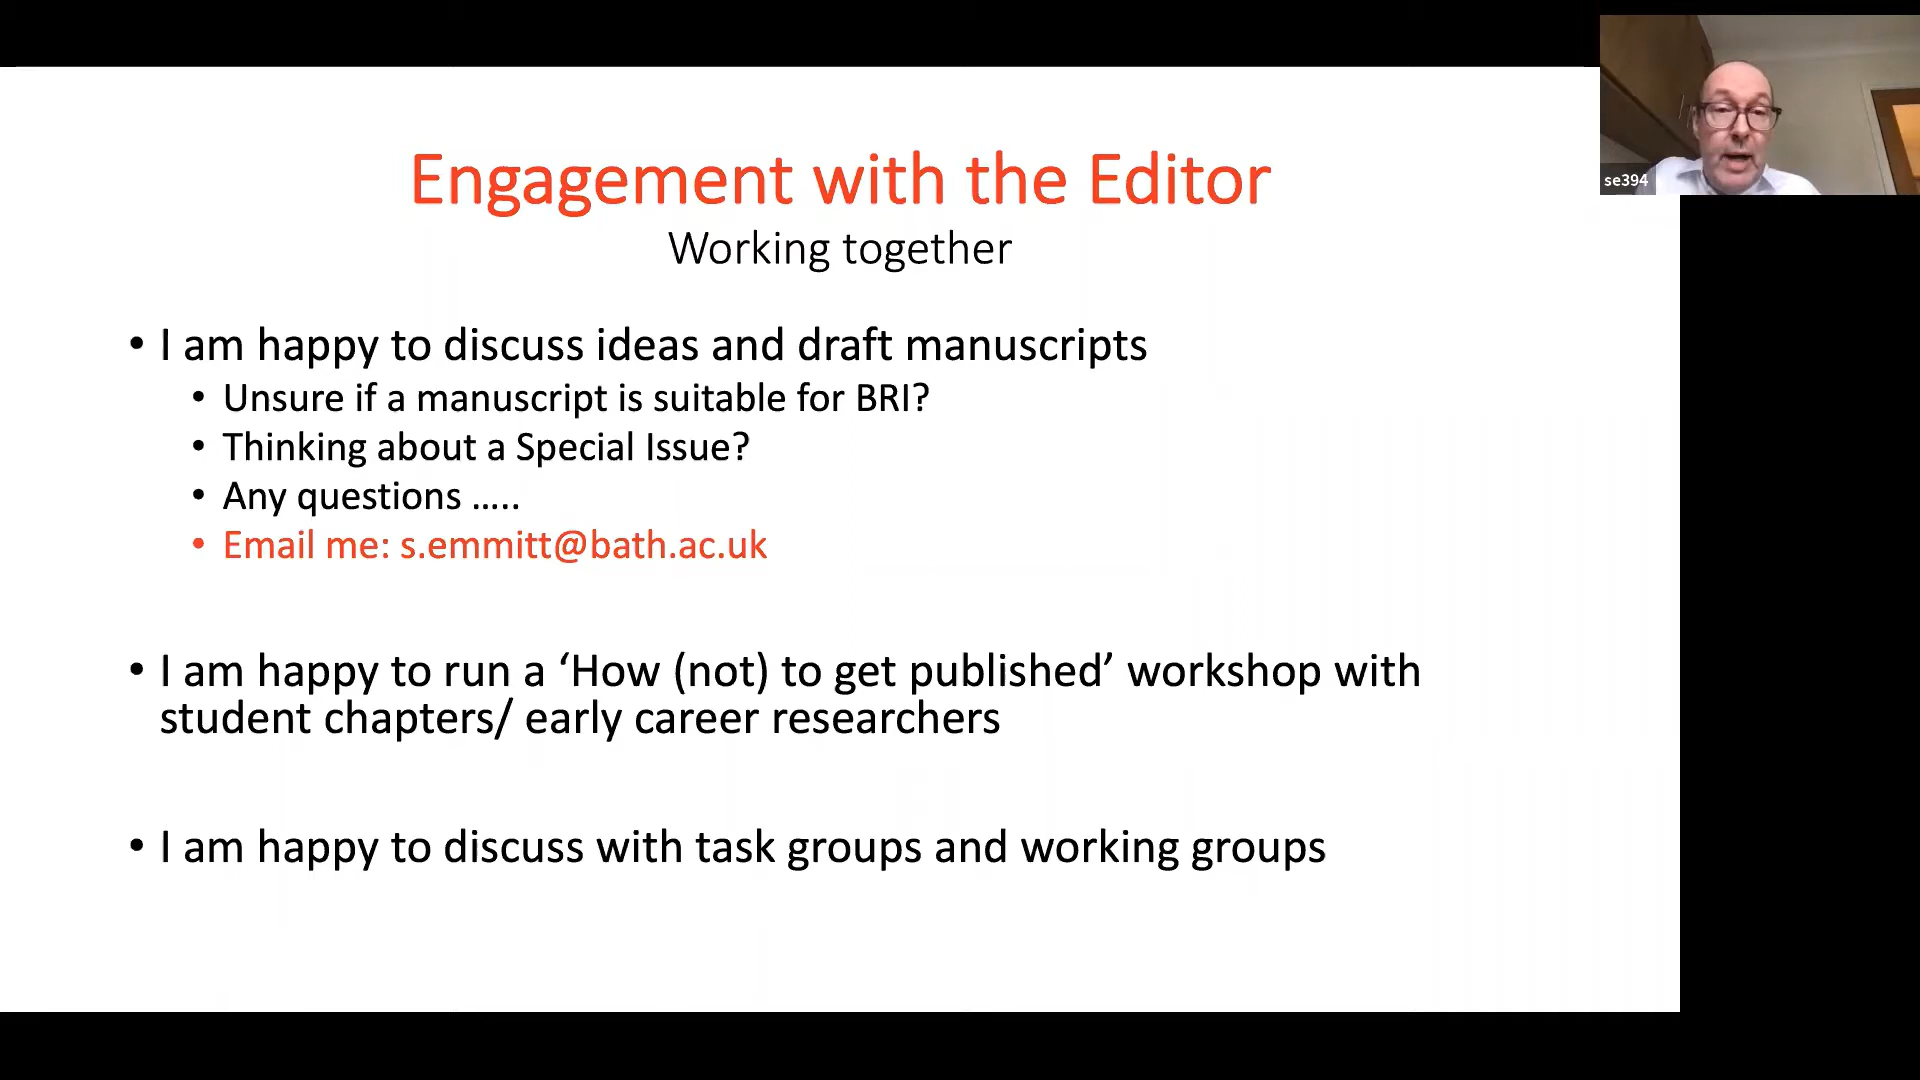 Engagement with the Editor
Working together
• I am happy to discuss ideas and draft manuscripts
• Unsure if a manuscript is suitable for BRI?
• Thinking about a Special Issue?
• Any questions .....
• Email me: s.emmitt@bath.ac.uk
• I am happy to run a ‘How (not) to get published’ workshop with
student chapters/ early career researchers
• I am happy to discuss with task groups and working groups
se394